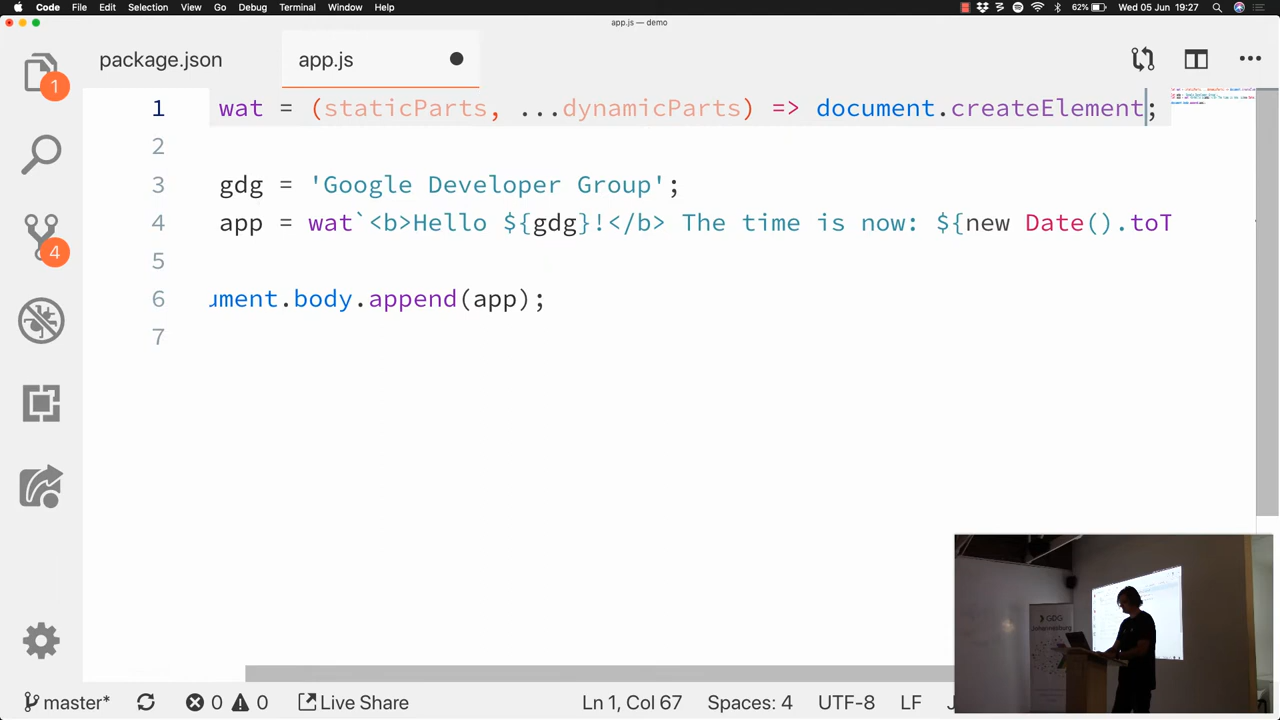 Code File Edit Selection View Go Debug Terminal Window Help 62% Wed 05 Jun 19:27
app.js — demo
package.json app.js
1 wat = (staticParts, ...dynamicParts) => document.createElement;
2
3 gdg = 'Google Developer Group';
4 app = wat`<b>Hello ${gdg}!</b> The time is now: ${new Date().toT
5
6 ument.body.append(app);
7
1
4
GDG
Johannesburg
master* 0 0 Live Share Ln 1, Col 67 Spaces: 4 UTF-8 LF